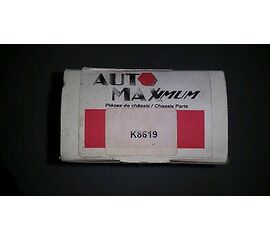 AUTO
MAXIMUM
Pièces de châssis / Chassis Parts
K8619